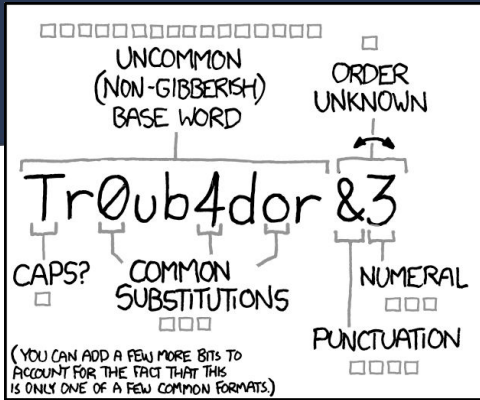 UNCOMMON
(NON-GIBBERISH)
BASE WORD
ORDER
UNKNOWN
Tr0ub4dor &3
CAPS?
COMMON
SUBSTITUTIONS
NUMERAL
PUNCTUATION
(YOU CAN ADD A FEW MORE BITS TO
ACCOUNT FOR THE FACT THAT THIS
IS ONLY ONE OF A FEW COMMON FORMATS.)